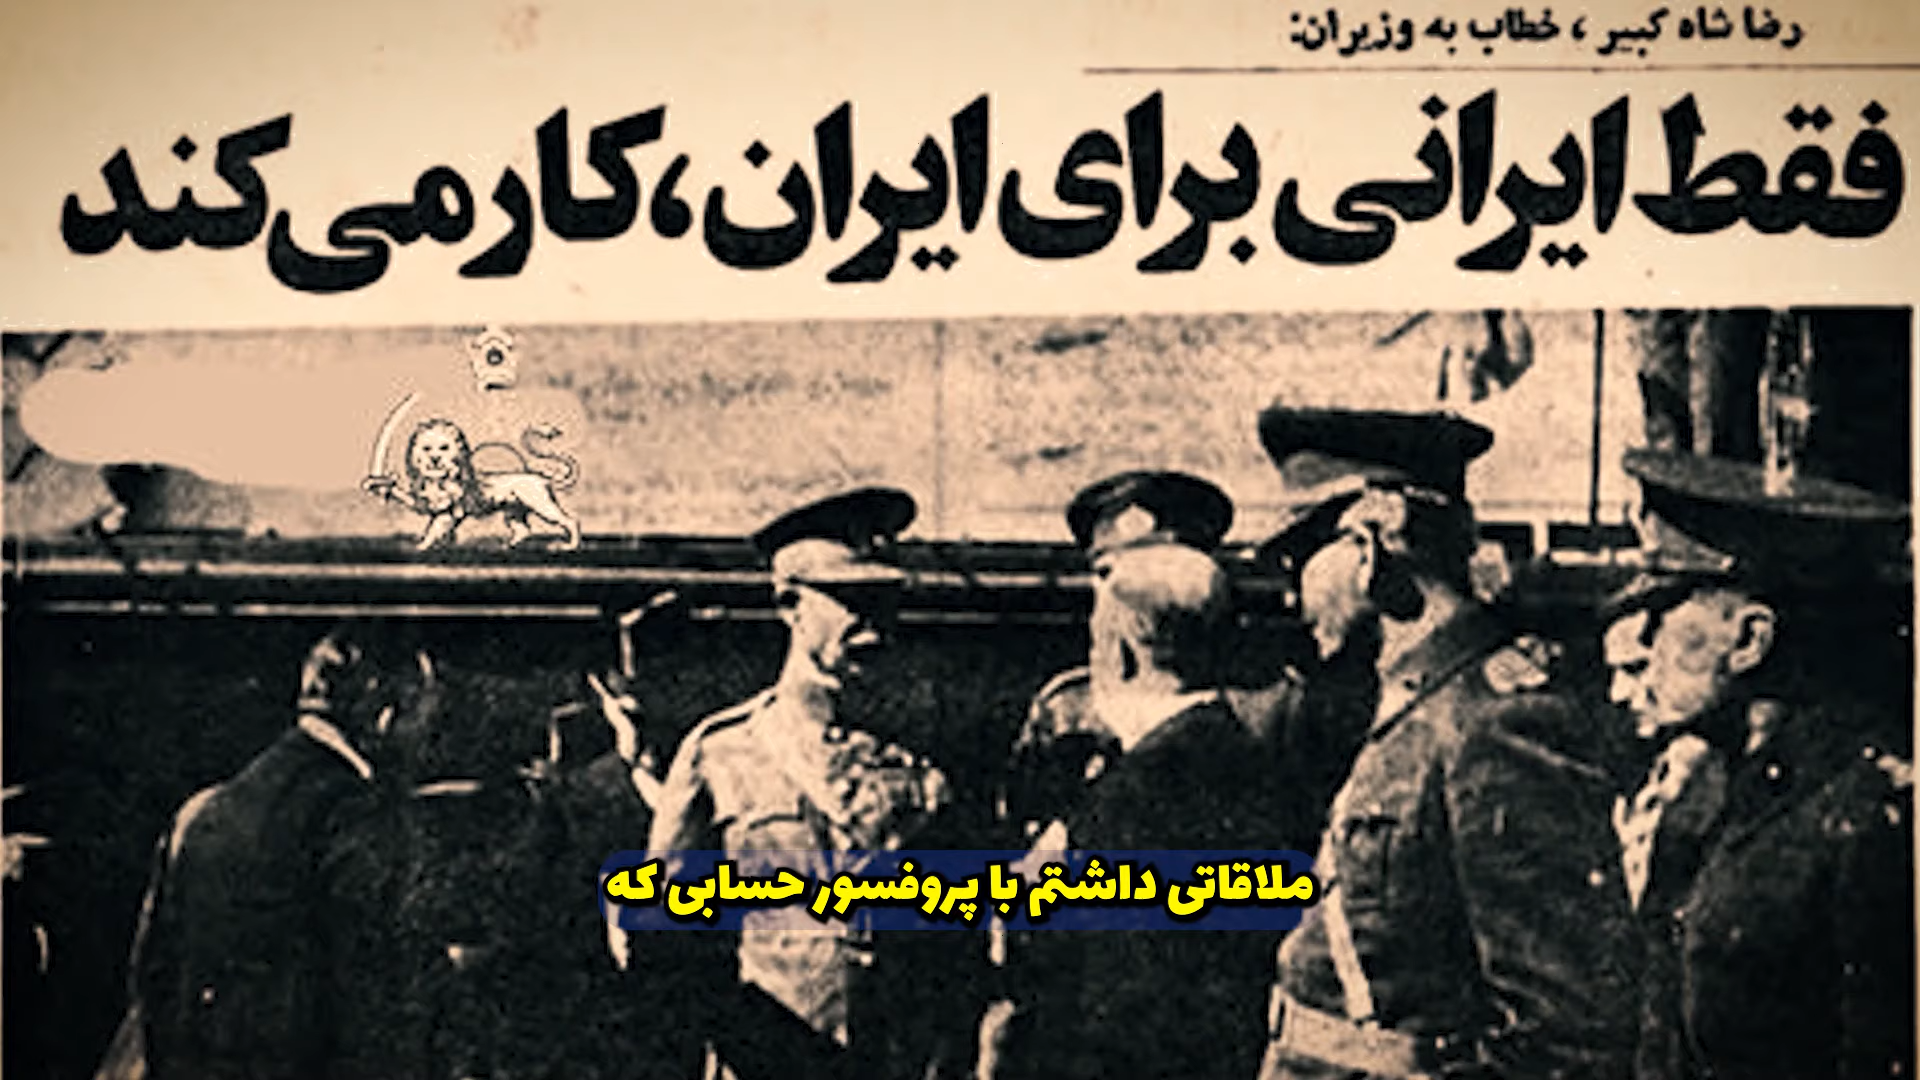 رضا شاه کبیر ، خطاب به وزیران:
فقط ایرانی برای ایران، کار می‌کند
ملاقاتی داشتم با پروفسور حسابی که